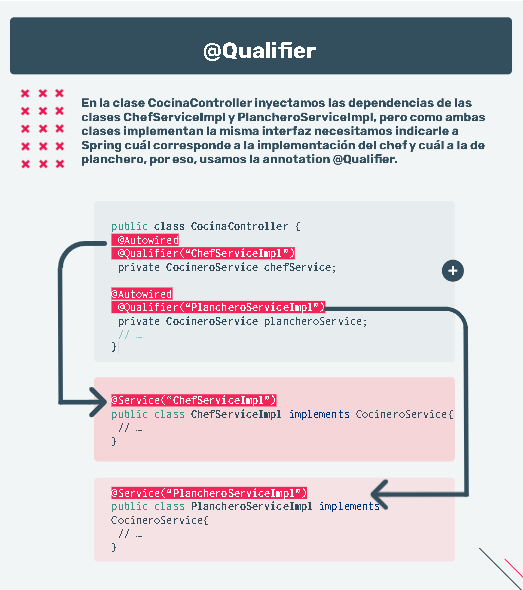 @Qualifier
En la clase CocinaController inyectamos las dependencias de las
clases ChefServiceImpl y PlancheroServiceImpl, pero como ambas
clases implementan la misma interfaz necesitamos indicarle a
Spring cuál corresponde a la implementación del chef y cuál a la de
planchero, por eso, usamos la annotation @Qualifier.
public class CocinaController {
@Autowired
@Qualifier(“ChefServiceImpl”)
private CocineroService chefService;
@Autowired
@Qualifier(“PlancheroServiceImpl”)
private CocineroService plancheroService;
// …
}
@Service(“ChefServiceImpl”)
public class ChefServiceImpl implements CocineroService{
// …
}
@Service(“PlancheroServiceImpl”)
public class PlancheroServiceImpl implements
CocineroService{
// …
}